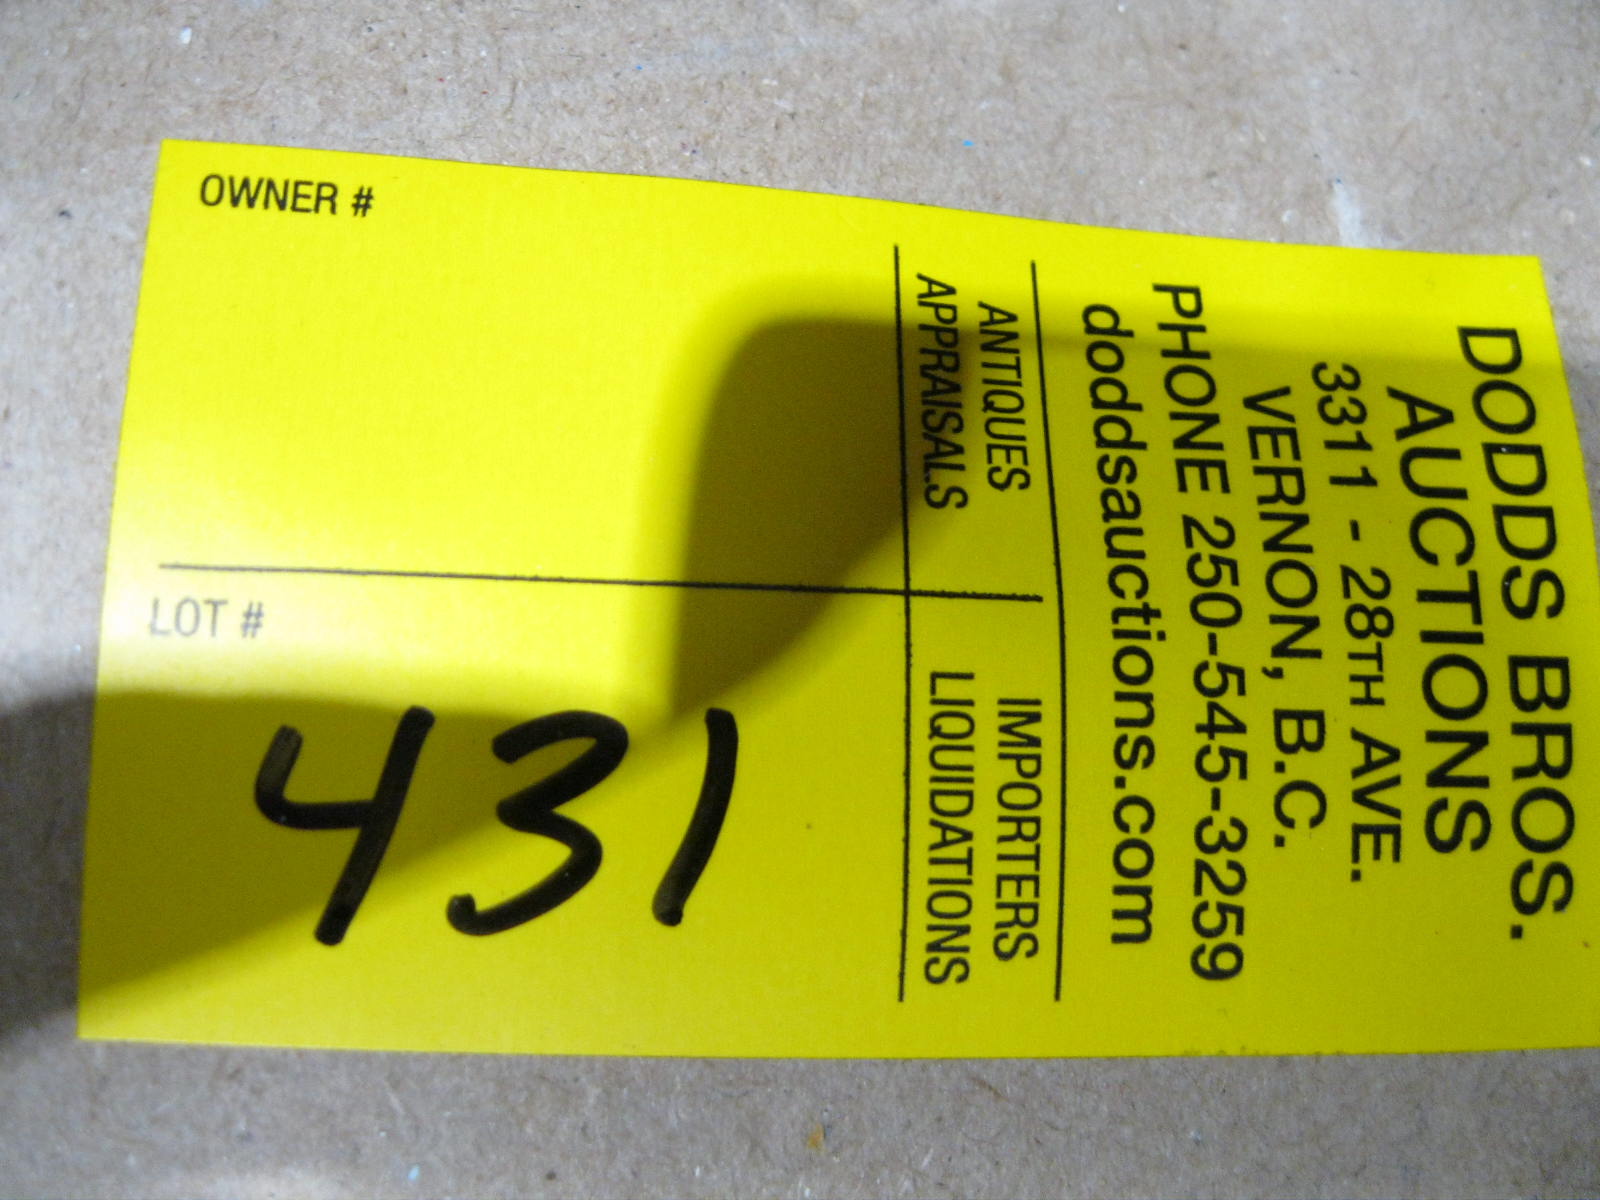 DODDS BROS.
AUCTIONS
3311 - 28TH AVE.
VERNON, B.C.
PHONE 250-545-3259
doddsauctions.com
ANTIQUES
APPRAISALS
IMPORTERS
LIQUIDATIONS
OWNER #
LOT #
431